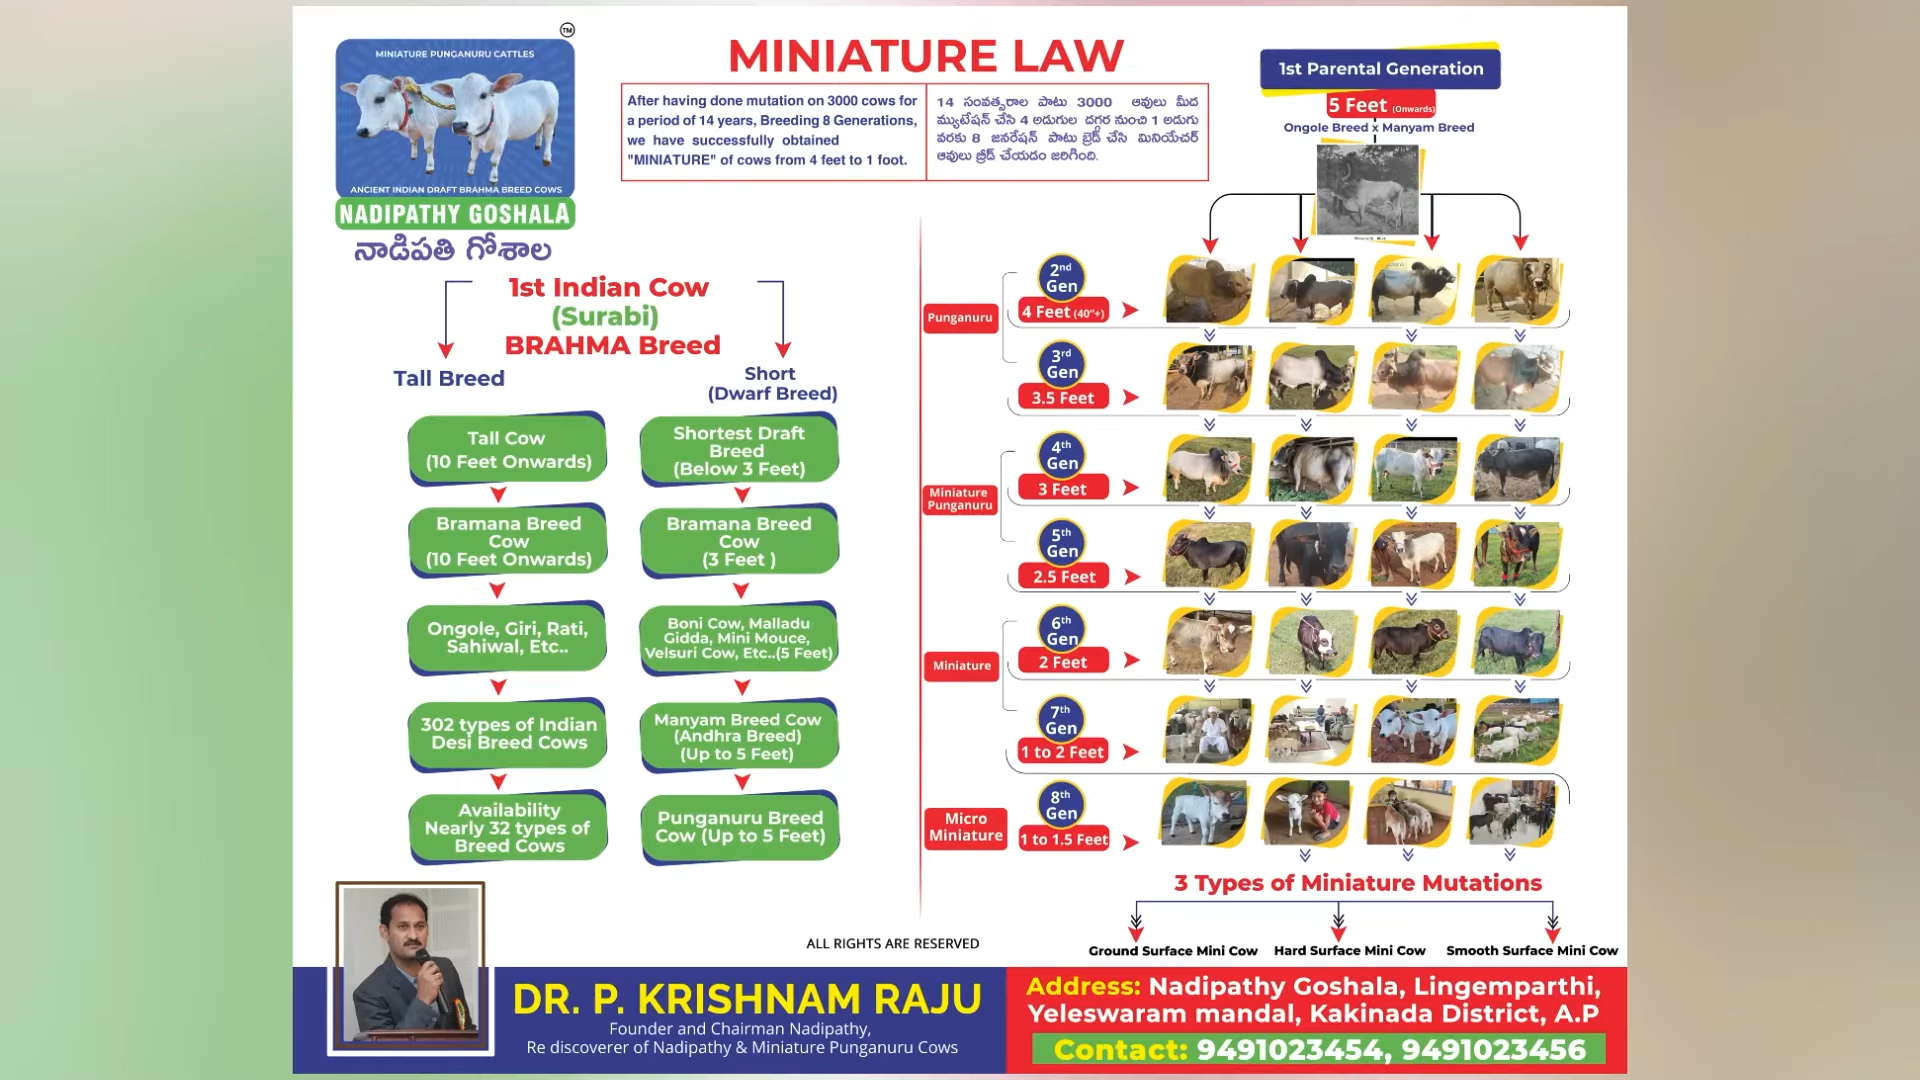 TM
MINIATURE PUNGANURU CATTLES
ANCIENT INDIAN DRAFT BRAHMA BREED COWS
NADIPATHY GOSHALA
నాడిపతి గోశాల
MINIATURE LAW
After having done mutation on 3000 cows for
a period of 14 years, Breeding 8 Generations,
we have successfully obtained
"MINIATURE" of cows from 4 feet to 1 foot.
14 సంవత్సరాల పాటు 3000 ఆవులు మీద
మ్యుటేషన్ చేసి 4 అడుగుల దగ్గర నుంచి 1 అడుగు
వరకు 8 జనరేషన్ పాటు బ్రీడ్ చేసి మినియేచర్
ఆవులు బ్రీడ్ చేయడం జరిగింది.
1st Indian Cow
(Surabi)
BRAHMA Breed
Tall Breed
Tall Cow
(10 Feet Onwards)
Bramana Breed
Cow
(10 Feet Onwards)
Ongole, Giri, Rati,
Sahiwal, Etc..
302 types of Indian
Desi Breed Cows
Availability
Nearly 32 types of
Breed Cows
Short
(Dwarf Breed)
Shortest Draft
Breed
(Below 3 Feet)
Bramana Breed
Cow
(3 Feet )
Boni Cow, Malladu
Gidda, Mini Mouce,
Velsuri Cow, Etc..(5 Feet)
Manyam Breed Cow
(Andhra Breed)
(Up to 5 Feet)
Punganuru Breed
Cow (Up to 5 Feet)
1st Parental Generation
5 Feet (Onwards)
Ongole Breed x Manyam Breed
Punganuru
2nd
Gen
4 Feet (40"+)
3rd
Gen
3.5 Feet
Miniature
Punganuru
4th
Gen
3 Feet
5th
Gen
2.5 Feet
Miniature
6th
Gen
2 Feet
7th
Gen
1 to 2 Feet
Micro
Miniature
8th
Gen
1 to 1.5 Feet
3 Types of Miniature Mutations
Ground Surface Mini Cow
Hard Surface Mini Cow
Smooth Surface Mini Cow
ALL RIGHTS ARE RESERVED
DR. P. KRISHNAM RAJU
Founder and Chairman Nadipathy,
Re discoverer of Nadipathy & Miniature Punganuru Cows
Address: Nadipathy Goshala, Lingemparthi,
Yeleswaram mandal, Kakinada District, A.P
Contact: 9491023454, 9491023456